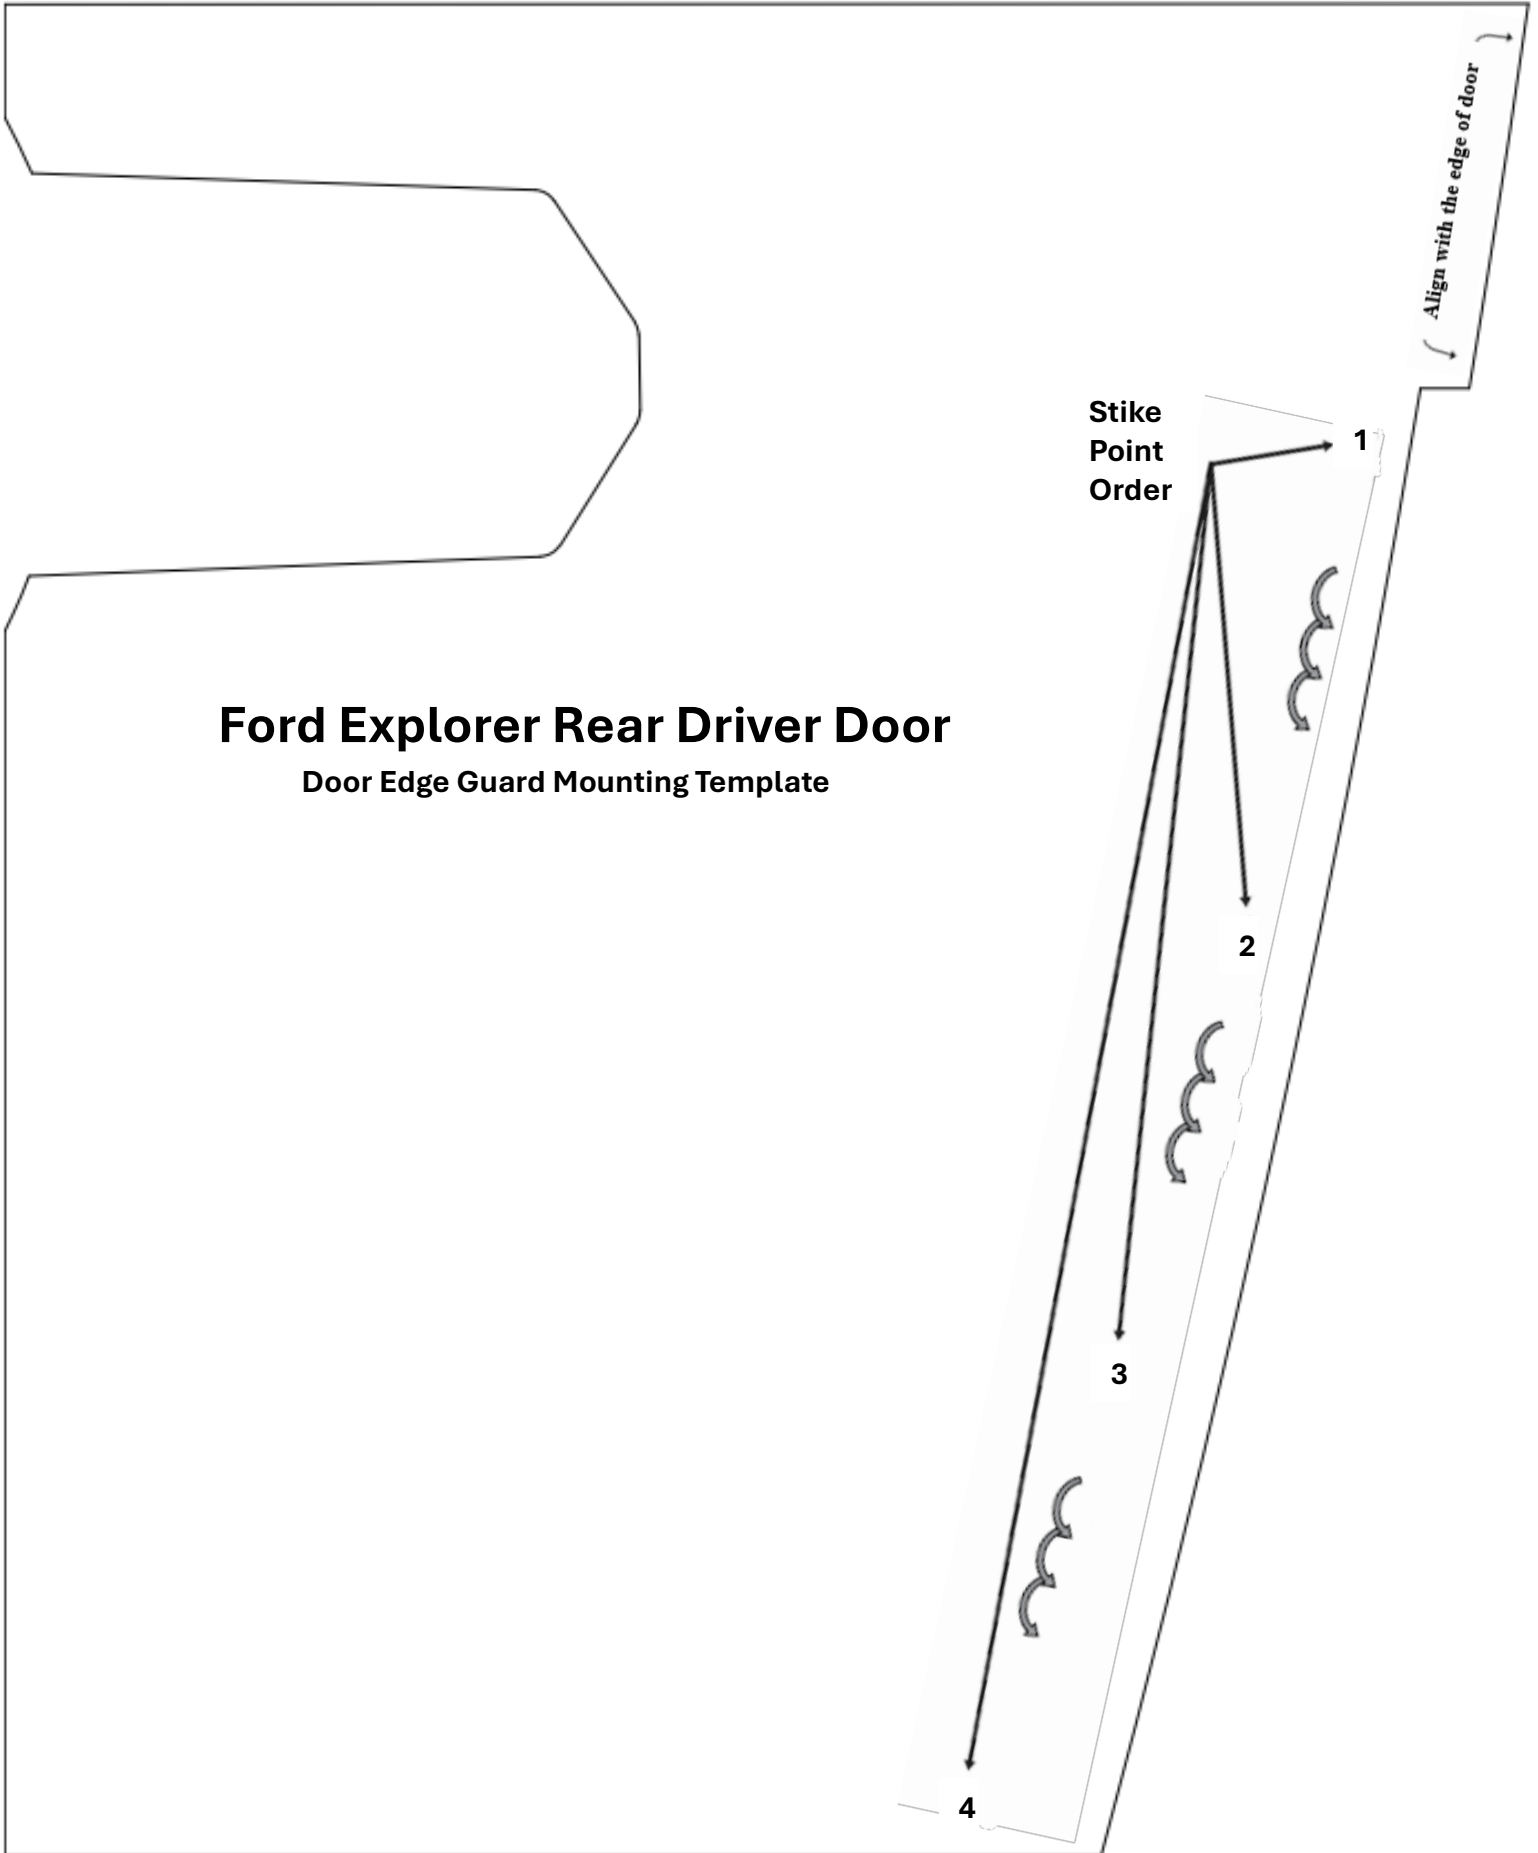 Align with the edge of door
Stike
Point
Order
1
Ford Explorer Rear Driver Door
Door Edge Guard Mounting Template
2
3
4